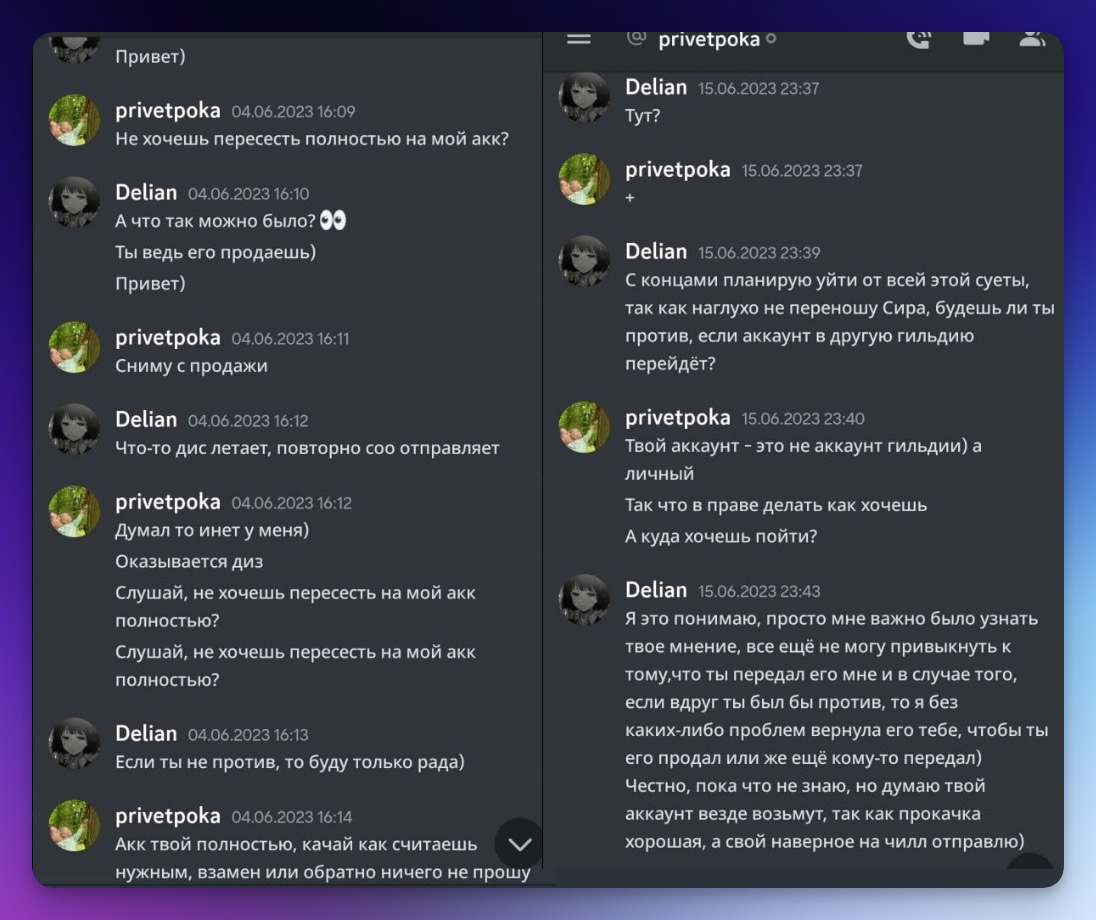 Привет)
privetpoka 04.06.2023 16:09
Не хочешь пересесть полностью на мой акк?
Delian 04.06.2023 16:10
А что так можно было? 👀
Ты ведь его продаешь)
Привет)
privetpoka 04.06.2023 16:11
Сниму с продажи
Delian 04.06.2023 16:12
Что-то дис летает, повторно соо отправляет
privetpoka 04.06.2023 16:12
Думал то инет у меня)
Оказывается диз
Слушай, не хочешь пересесть на мой акк
полностью?
Слушай, не хочешь пересесть на мой акк
полностью?
Delian 04.06.2023 16:13
Если ты не против, то буду только рада)
privetpoka 04.06.2023 16:14
Акк твой полностью, качай как считаешь
нужным, взамен или обратно ничего не прошу
@ privetpoka
Delian 15.06.2023 23:37
Тут?
privetpoka 15.06.2023 23:37
+
Delian 15.06.2023 23:39
С концами планирую уйти от всей этой суеты,
так как наглухо не переношу Сира, будешь ли ты
против, если аккаунт в другую гильдию
перейдёт?
privetpoka 15.06.2023 23:40
Твой аккаунт - это не аккаунт гильдии) а
личный
Так что в праве делать как хочешь
А куда хочешь пойти?
Delian 15.06.2023 23:43
Я это понимаю, просто мне важно было узнать
твое мнение, все ещё не могу привыкнуть к
тому,что ты передал его мне и в случае того,
если вдруг ты был бы против, то я без
каких-либо проблем вернула его тебе, чтобы ты
его продал или же ещё кому-то передал)
Честно, пока что не знаю, но думаю твой
аккаунт везде возьмут, так как прокачка
хорошая, а свой наверное на чилл отправлю)